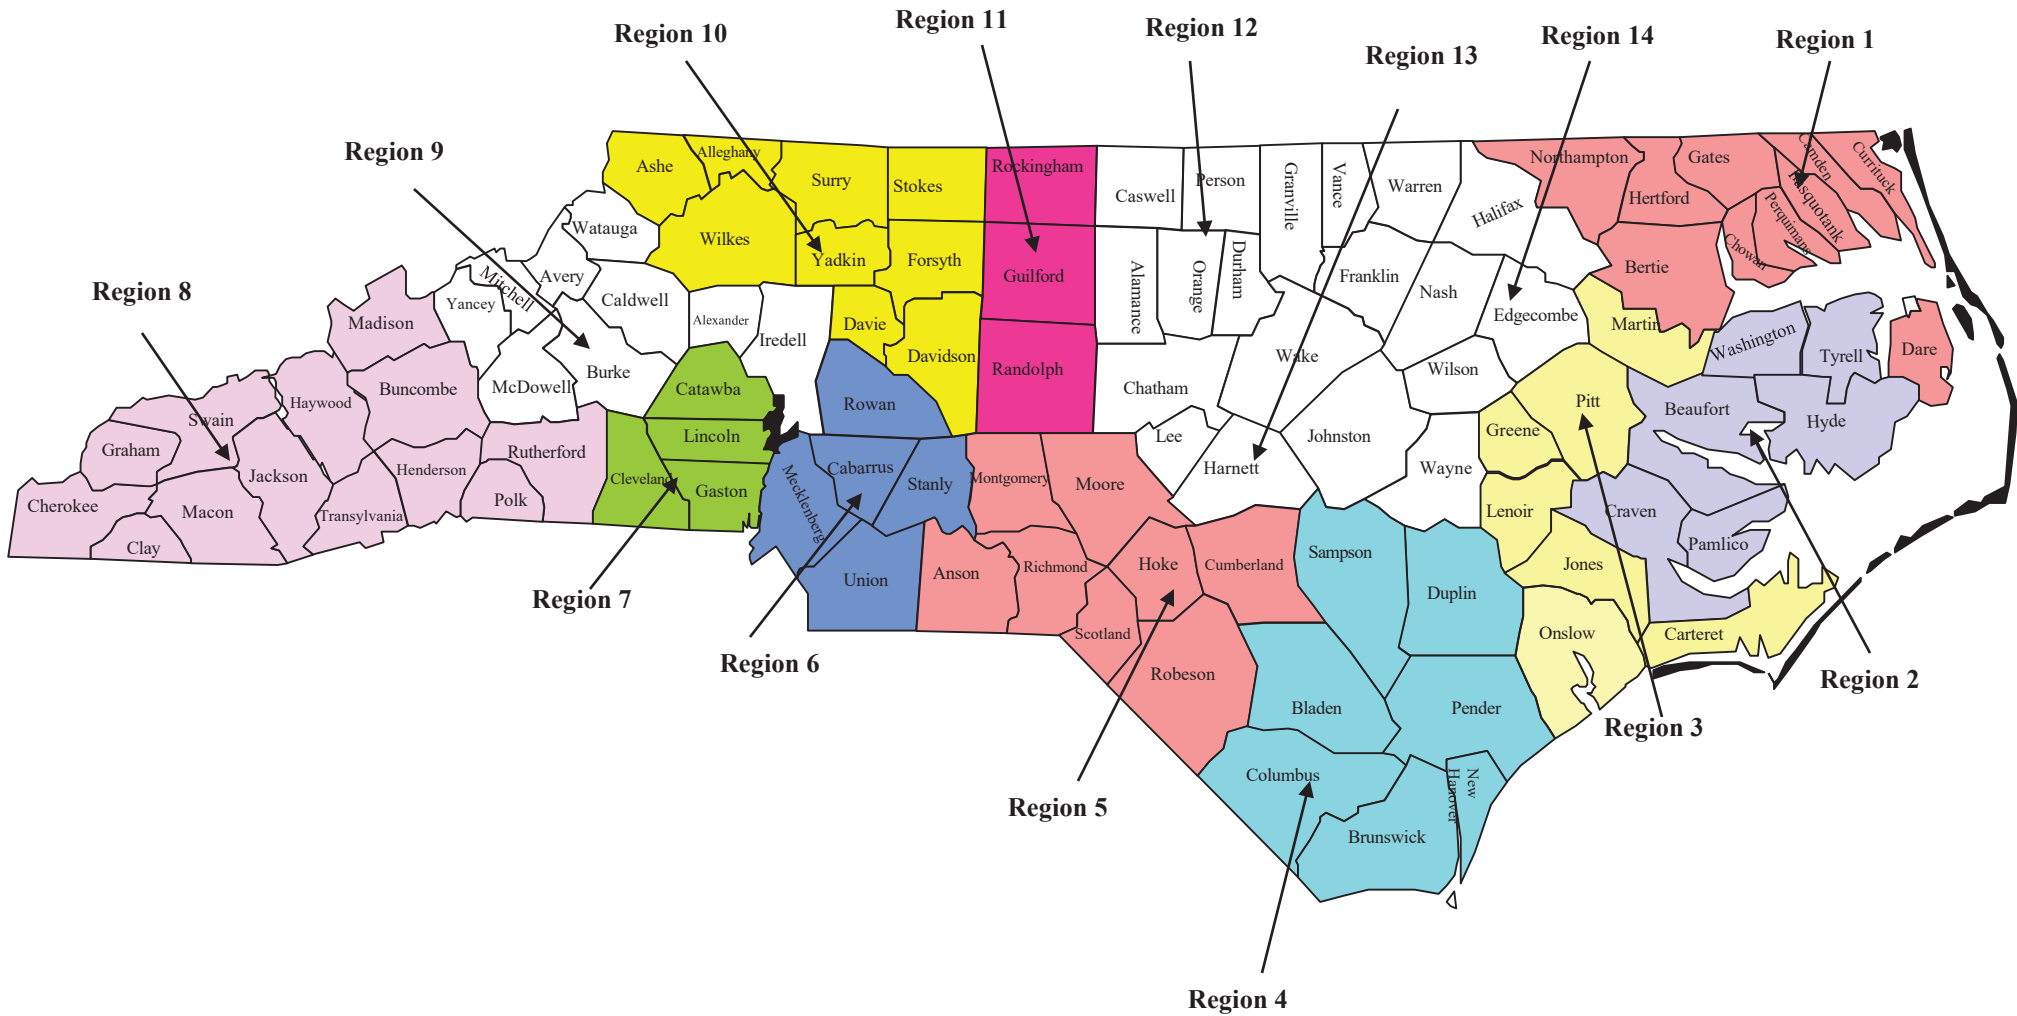 Region 11
Region 12
Region 10
Region 14
Region 1
Region 13
Region 9
Region 8
Ashe
Alleghany
Surry
Stokes
Rockingham
Caswell
Person
Granville
Vance
Warren
Halifax
Northampton
Hertford
Gates
Camden
Currituck
Pasquotank
Perquimans
Chowan
Bertie
Watauga
Wilkes
Yadkin
Forsyth
Guilford
Alamance
Orange
Durham
Franklin
Nash
Edgecombe
Martin
Washington
Tyrell
Dare
Mitchell
Avery
Yancey
Caldwell
Alexander
Iredell
Davie
Davidson
Randolph
Chatham
Wake
Wilson
Pitt
Beaufort
Hyde
Madison
Buncombe
McDowell
Burke
Catawba
Rowan
Lee
Harnett
Johnston
Greene
Wayne
Swain
Haywood
Graham
Jackson
Henderson
Rutherford
Lincoln
Cleveland
Gaston
Mecklenberg
Cabarrus
Stanly
Montgomery
Moore
Lenoir
Craven
Pamlico
Cherokee
Macon
Transylvania
Polk
Clay
Union
Anson
Richmond
Hoke
Cumberland
Sampson
Duplin
Jones
Onslow
Carteret
Scotland
Robeson
Bladen
Pender
Columbus
New
Hanover
Brunswick
Region 7
Region 6
Region 2
Region 3
Region 5
Region 4